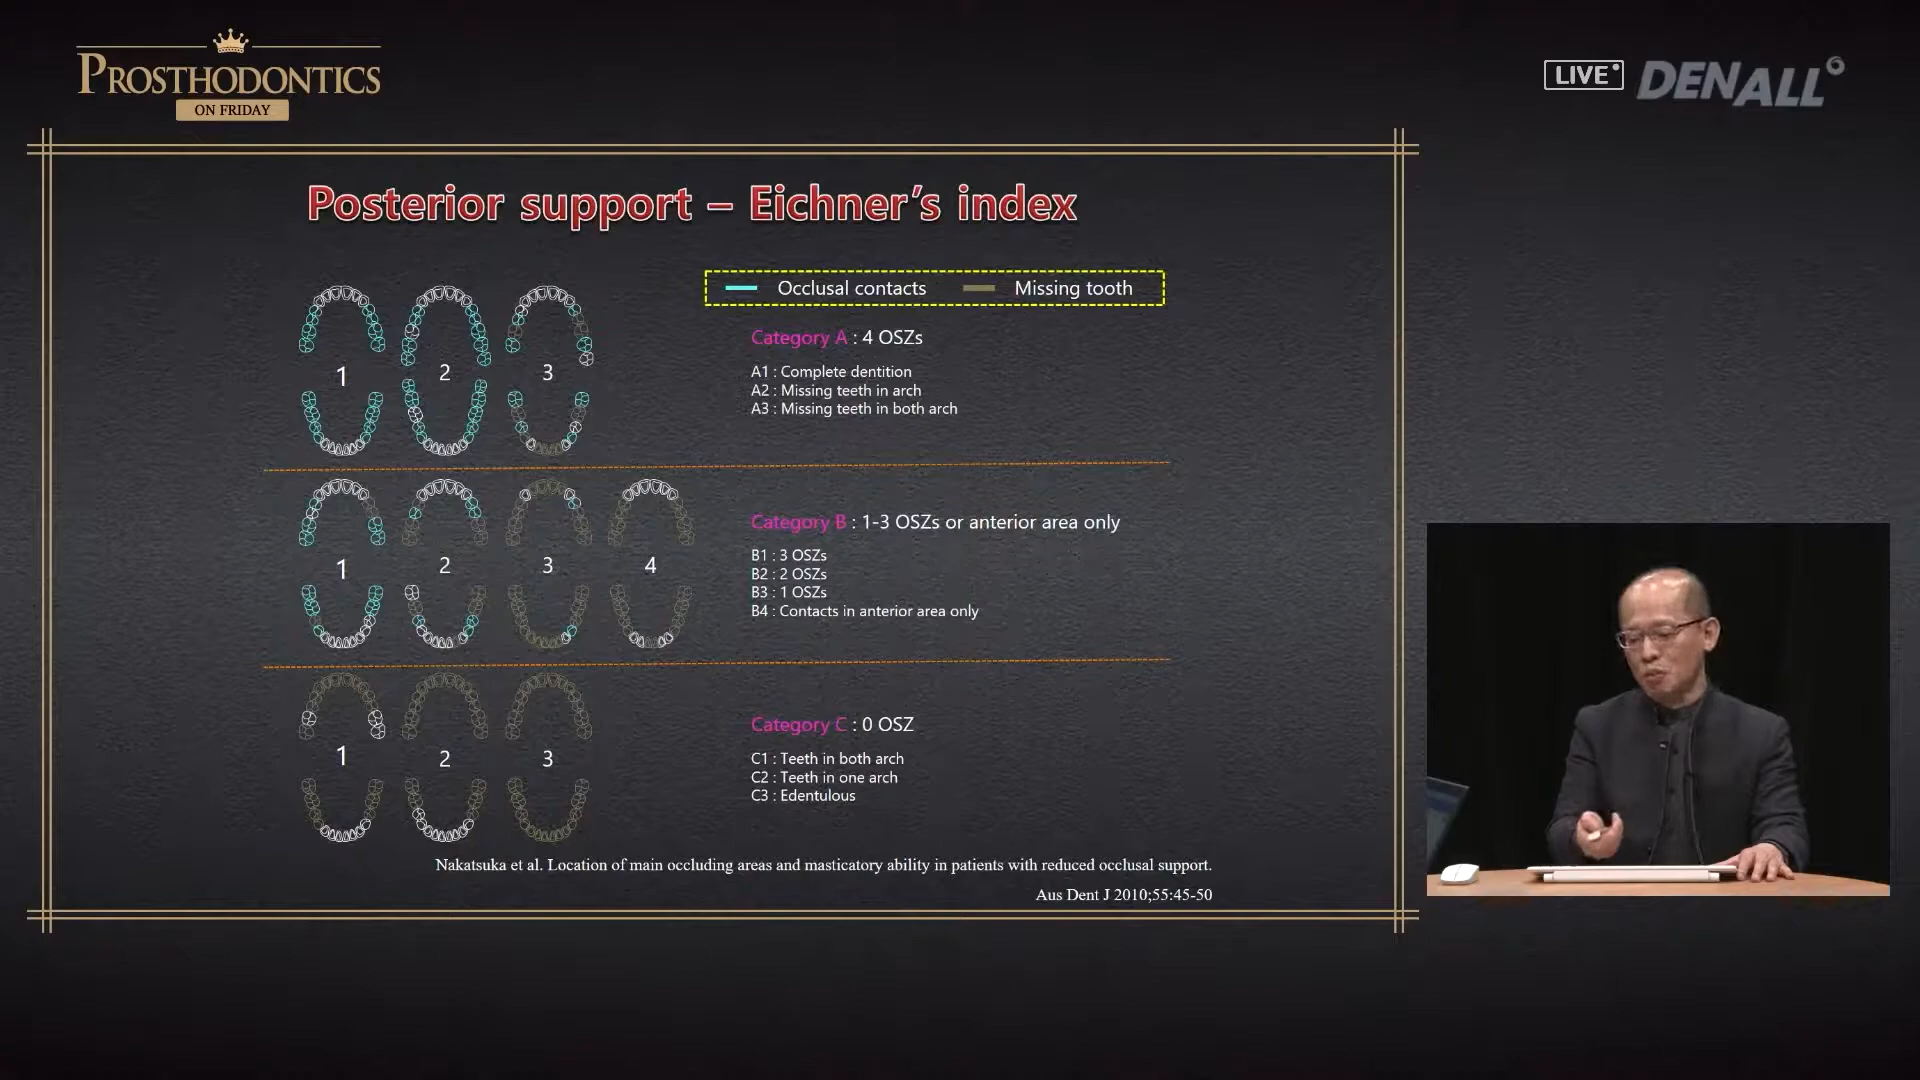 PROSTHODONTICS
ON FRIDAY
LIVE
DENALL
Posterior support – Eichner's index
Occlusal contacts Missing tooth
Category A : 4 OSZs
A1 : Complete dentition
A2 : Missing teeth in arch
A3 : Missing teeth in both arch
1 2 3
Category B : 1-3 OSZs or anterior area only
B1 : 3 OSZs
B2 : 2 OSZs
B3 : 1 OSZs
B4 : Contacts in anterior area only
1 2 3 4
Category C : 0 OSZ
C1 : Teeth in both arch
C2 : Teeth in one arch
C3 : Edentulous
1 2 3
Nakatsuka et al. Location of main occluding areas and masticatory ability in patients with reduced occlusal support.
Aus Dent J 2010;55:45-50